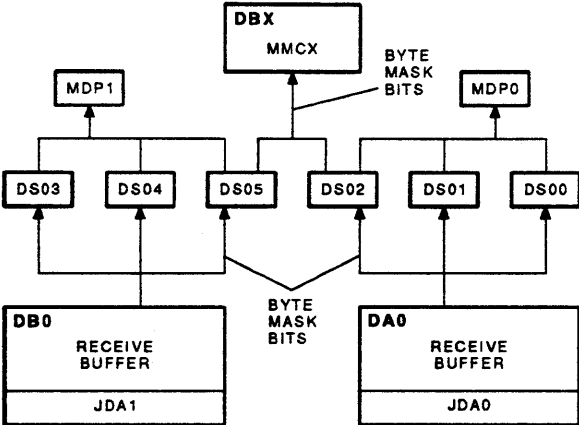 DBX
MMCX
BYTE
MASK
BITS
MDP1
MDP0
DS03
DS04
DS05
DS02
DS01
DS00
BYTE
MASK
BITS
DB0
RECEIVE
BUFFER
JDA1
DA0
RECEIVE
BUFFER
JDA0